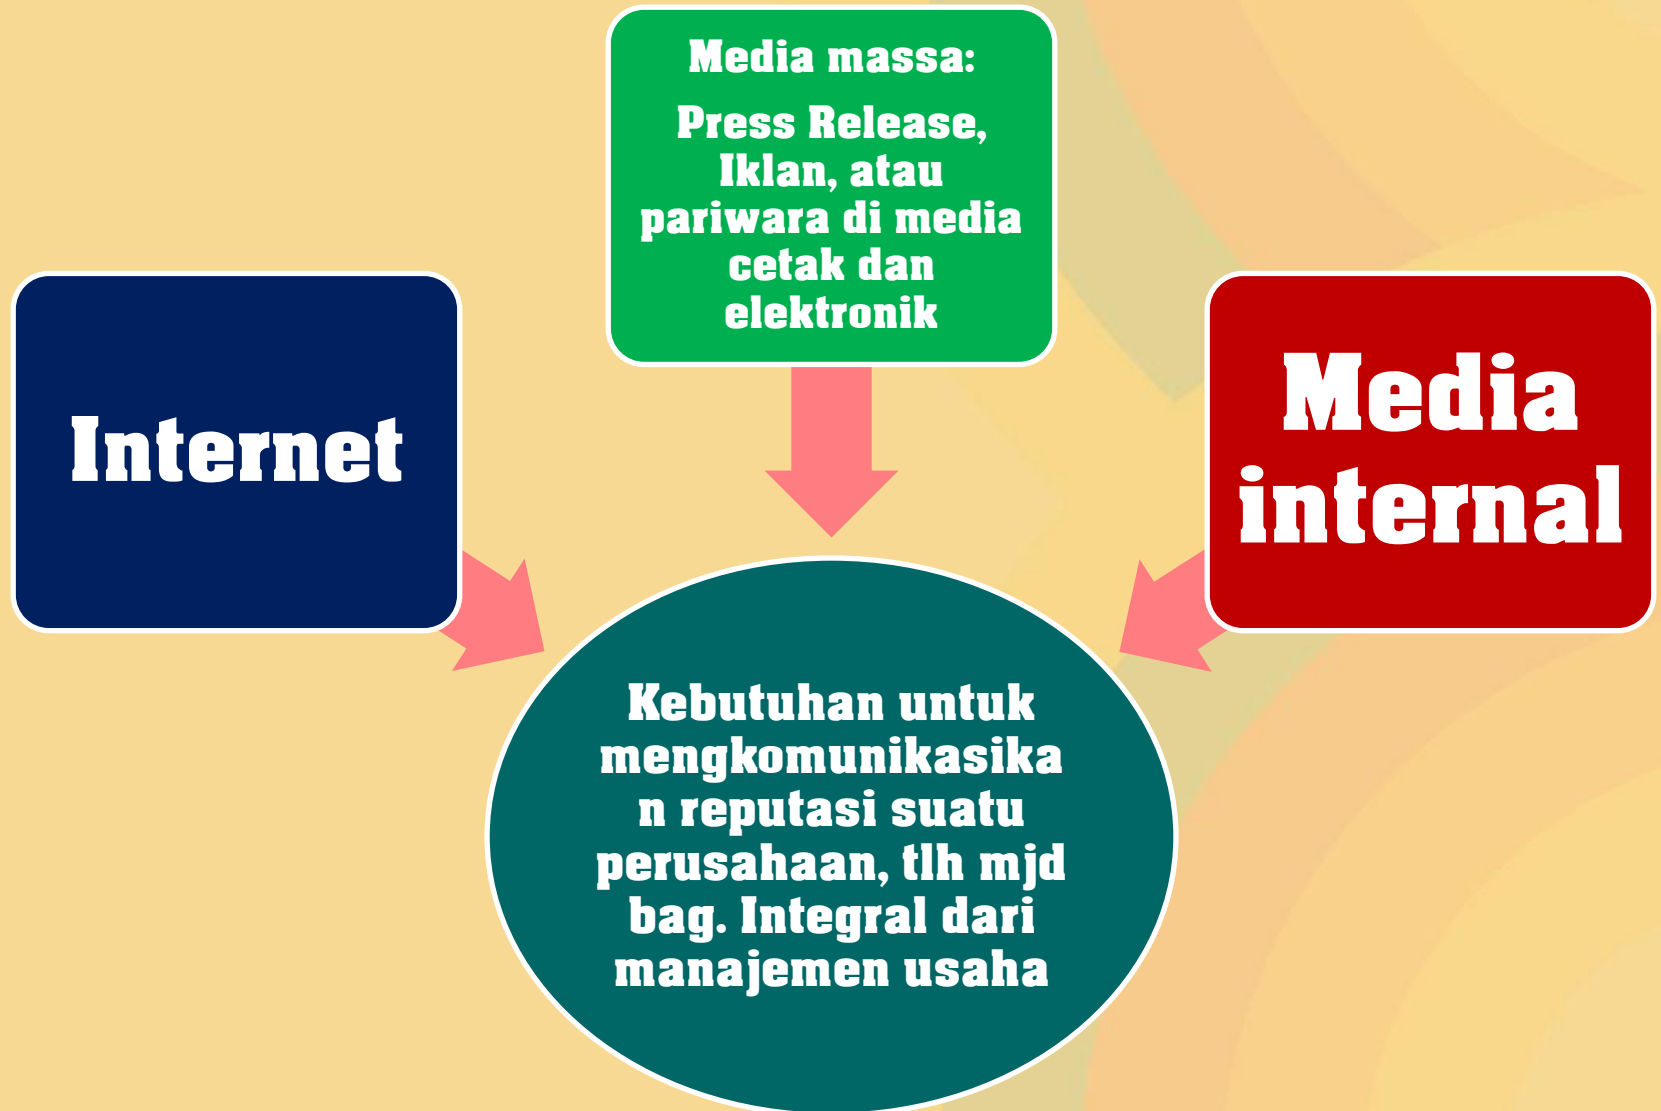 Media massa:
Press Release,
Iklan, atau
pariwara di media
cetak dan
elektronik
Internet
Media
internal
Kebutuhan untuk
mengkomunikasika
n reputasi suatu
perusahaan, tlh mjd
bag. Integral dari
manajemen usaha